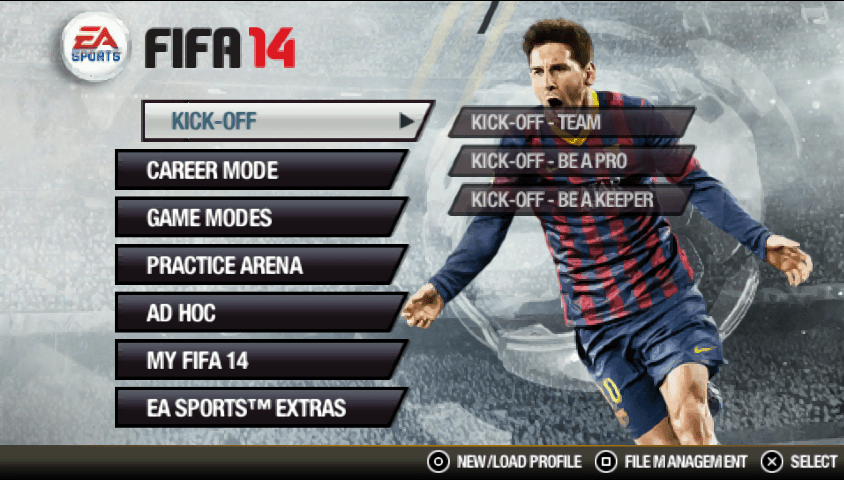 EA
SPORTS
FIFA 14
KICK-OFF
KICK-OFF - TEAM
KICK-OFF - BE A PRO
KICK-OFF - BE A KEEPER
CAREER MODE
GAME MODES
PRACTICE ARENA
AD HOC
MY FIFA 14
EA SPORTS™ EXTRAS
NEW/LOAD PROFILE
FILE MANAGEMENT
SELECT